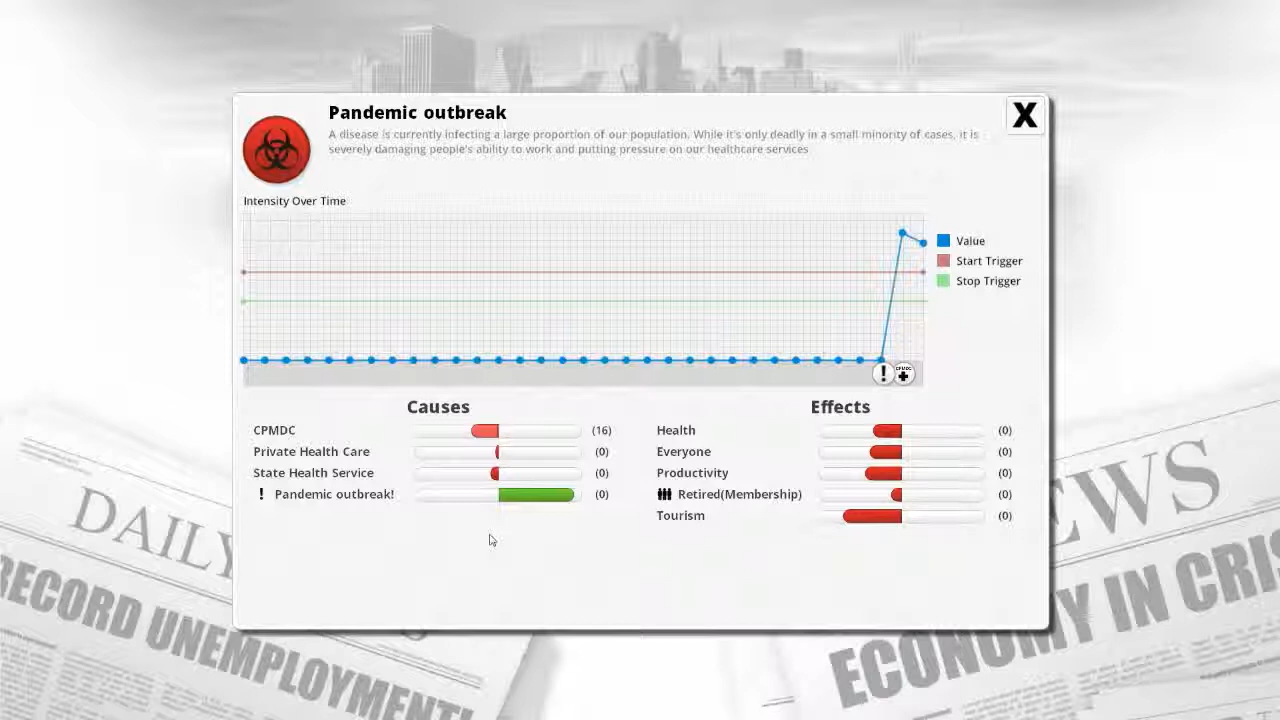 Pandemic outbreak
X
A disease is currently infecting a large proportion of our population. While it's only deadly in a small minority of cases, it is
severely damaging people's ability to work and putting pressure on our healthcare services
Intensity Over Time
Value
Start Trigger
Stop Trigger
!
CPMDC
Causes
CPMDC (16)
Private Health Care (0)
State Health Service (0)
! Pandemic outbreak! (0)
Effects
Health (0)
Everyone (0)
Productivity (0)
Retired(Membership) (0)
Tourism (0)
DAILY
RECORD UNEMPLOYMENT!
EWS
ECONOMY IN CRIS